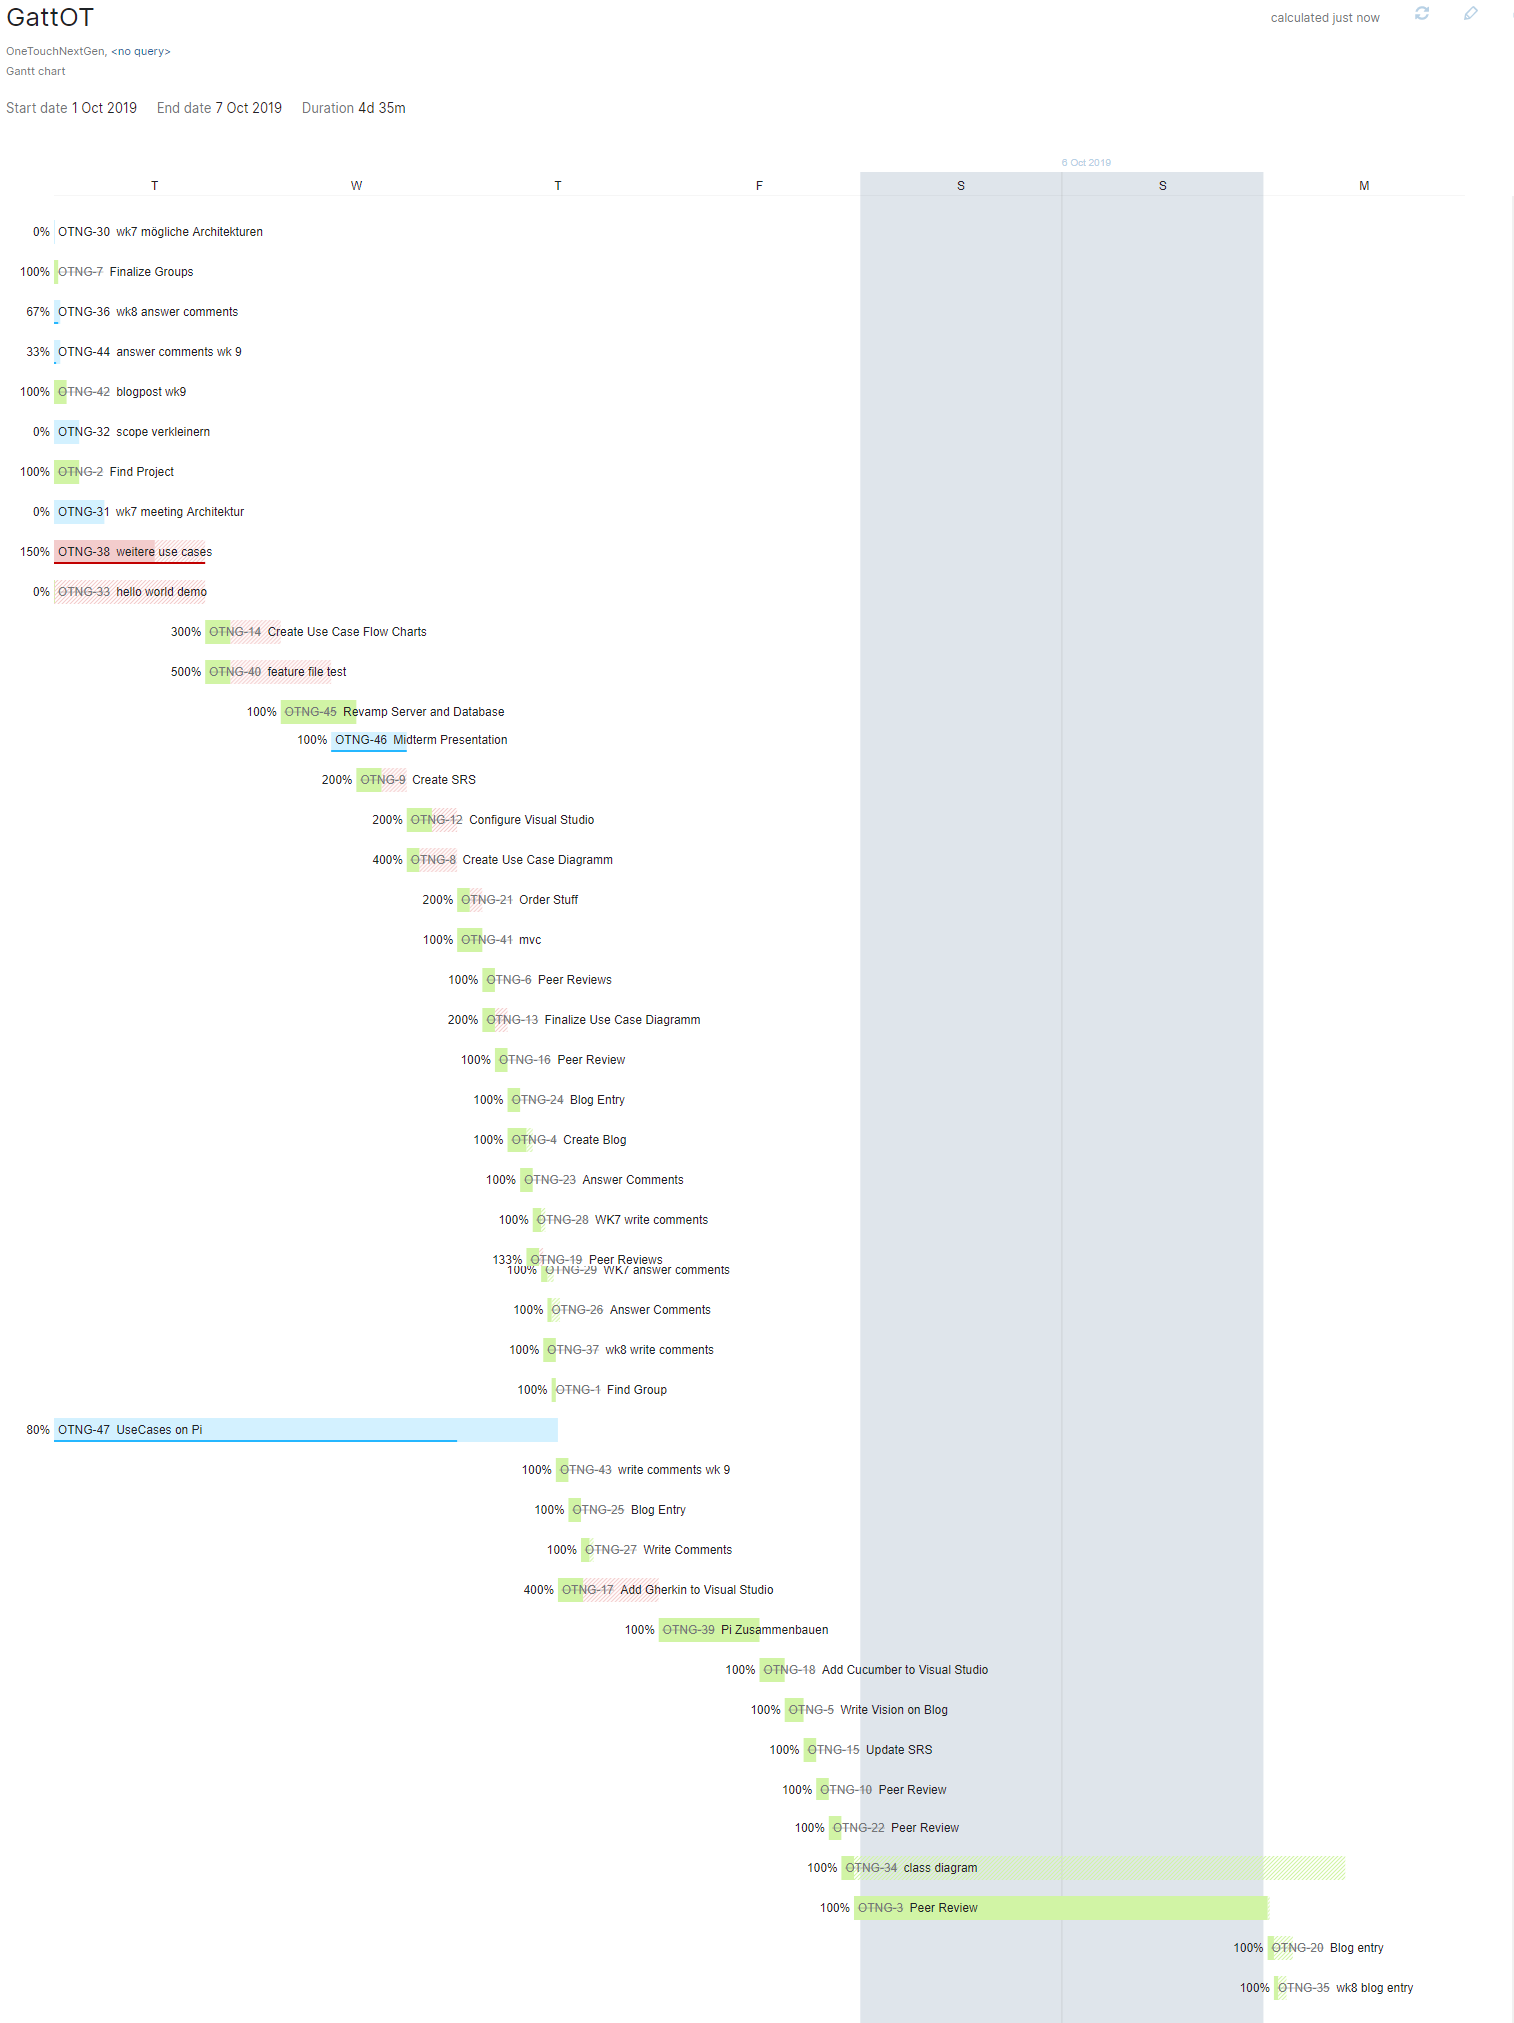 GattOT
calculated just now
OneTouchNextGen, <no query>
Gantt chart
Start date 1 Oct 2019 End date 7 Oct 2019 Duration 4d 35m
6 Oct 2019
T W T F S S M
0% OTNG-30 wk7 mögliche Architekturen
100% OTNG-7 Finalize Groups
67% OTNG-36 wk8 answer comments
33% OTNG-44 answer comments wk 9
100% OTNG-42 blogpost wk9
0% OTNG-32 scope verkleinern
100% OTNG-2 Find Project
0% OTNG-31 wk7 meeting Architektur
150% OTNG-38 weitere use cases
0% OTNG-33 hello world demo
300% OTNG-14 Create Use Case Flow Charts
500% OTNG-40 feature file test
100% OTNG-45 Revamp Server and Database
100% OTNG-46 Midterm Presentation
200% OTNG-9 Create SRS
200% OTNG-12 Configure Visual Studio
400% OTNG-8 Create Use Case Diagramm
200% OTNG-21 Order Stuff
100% OTNG-41 mvc
100% OTNG-6 Peer Reviews
200% OTNG-13 Finalize Use Case Diagramm
100% OTNG-16 Peer Review
100% OTNG-24 Blog Entry
100% OTNG-4 Create Blog
100% OTNG-23 Answer Comments
100% OTNG-28 WK7 write comments
133% OTNG-19 Peer Reviews
100% OTNG-29 WK7 answer comments
100% OTNG-26 Answer Comments
100% OTNG-37 wk8 write comments
100% OTNG-1 Find Group
80% OTNG-47 UseCases on Pi
100% OTNG-43 write comments wk 9
100% OTNG-25 Blog Entry
100% OTNG-27 Write Comments
400% OTNG-17 Add Gherkin to Visual Studio
100% OTNG-39 Pi Zusammenbauen
100% OTNG-18 Add Cucumber to Visual Studio
100% OTNG-5 Write Vision on Blog
100% OTNG-15 Update SRS
100% OTNG-10 Peer Review
100% OTNG-22 Peer Review
100% OTNG-34 class diagram
100% OTNG-3 Peer Review
100% OTNG-20 Blog entry
100% OTNG-35 wk8 blog entry